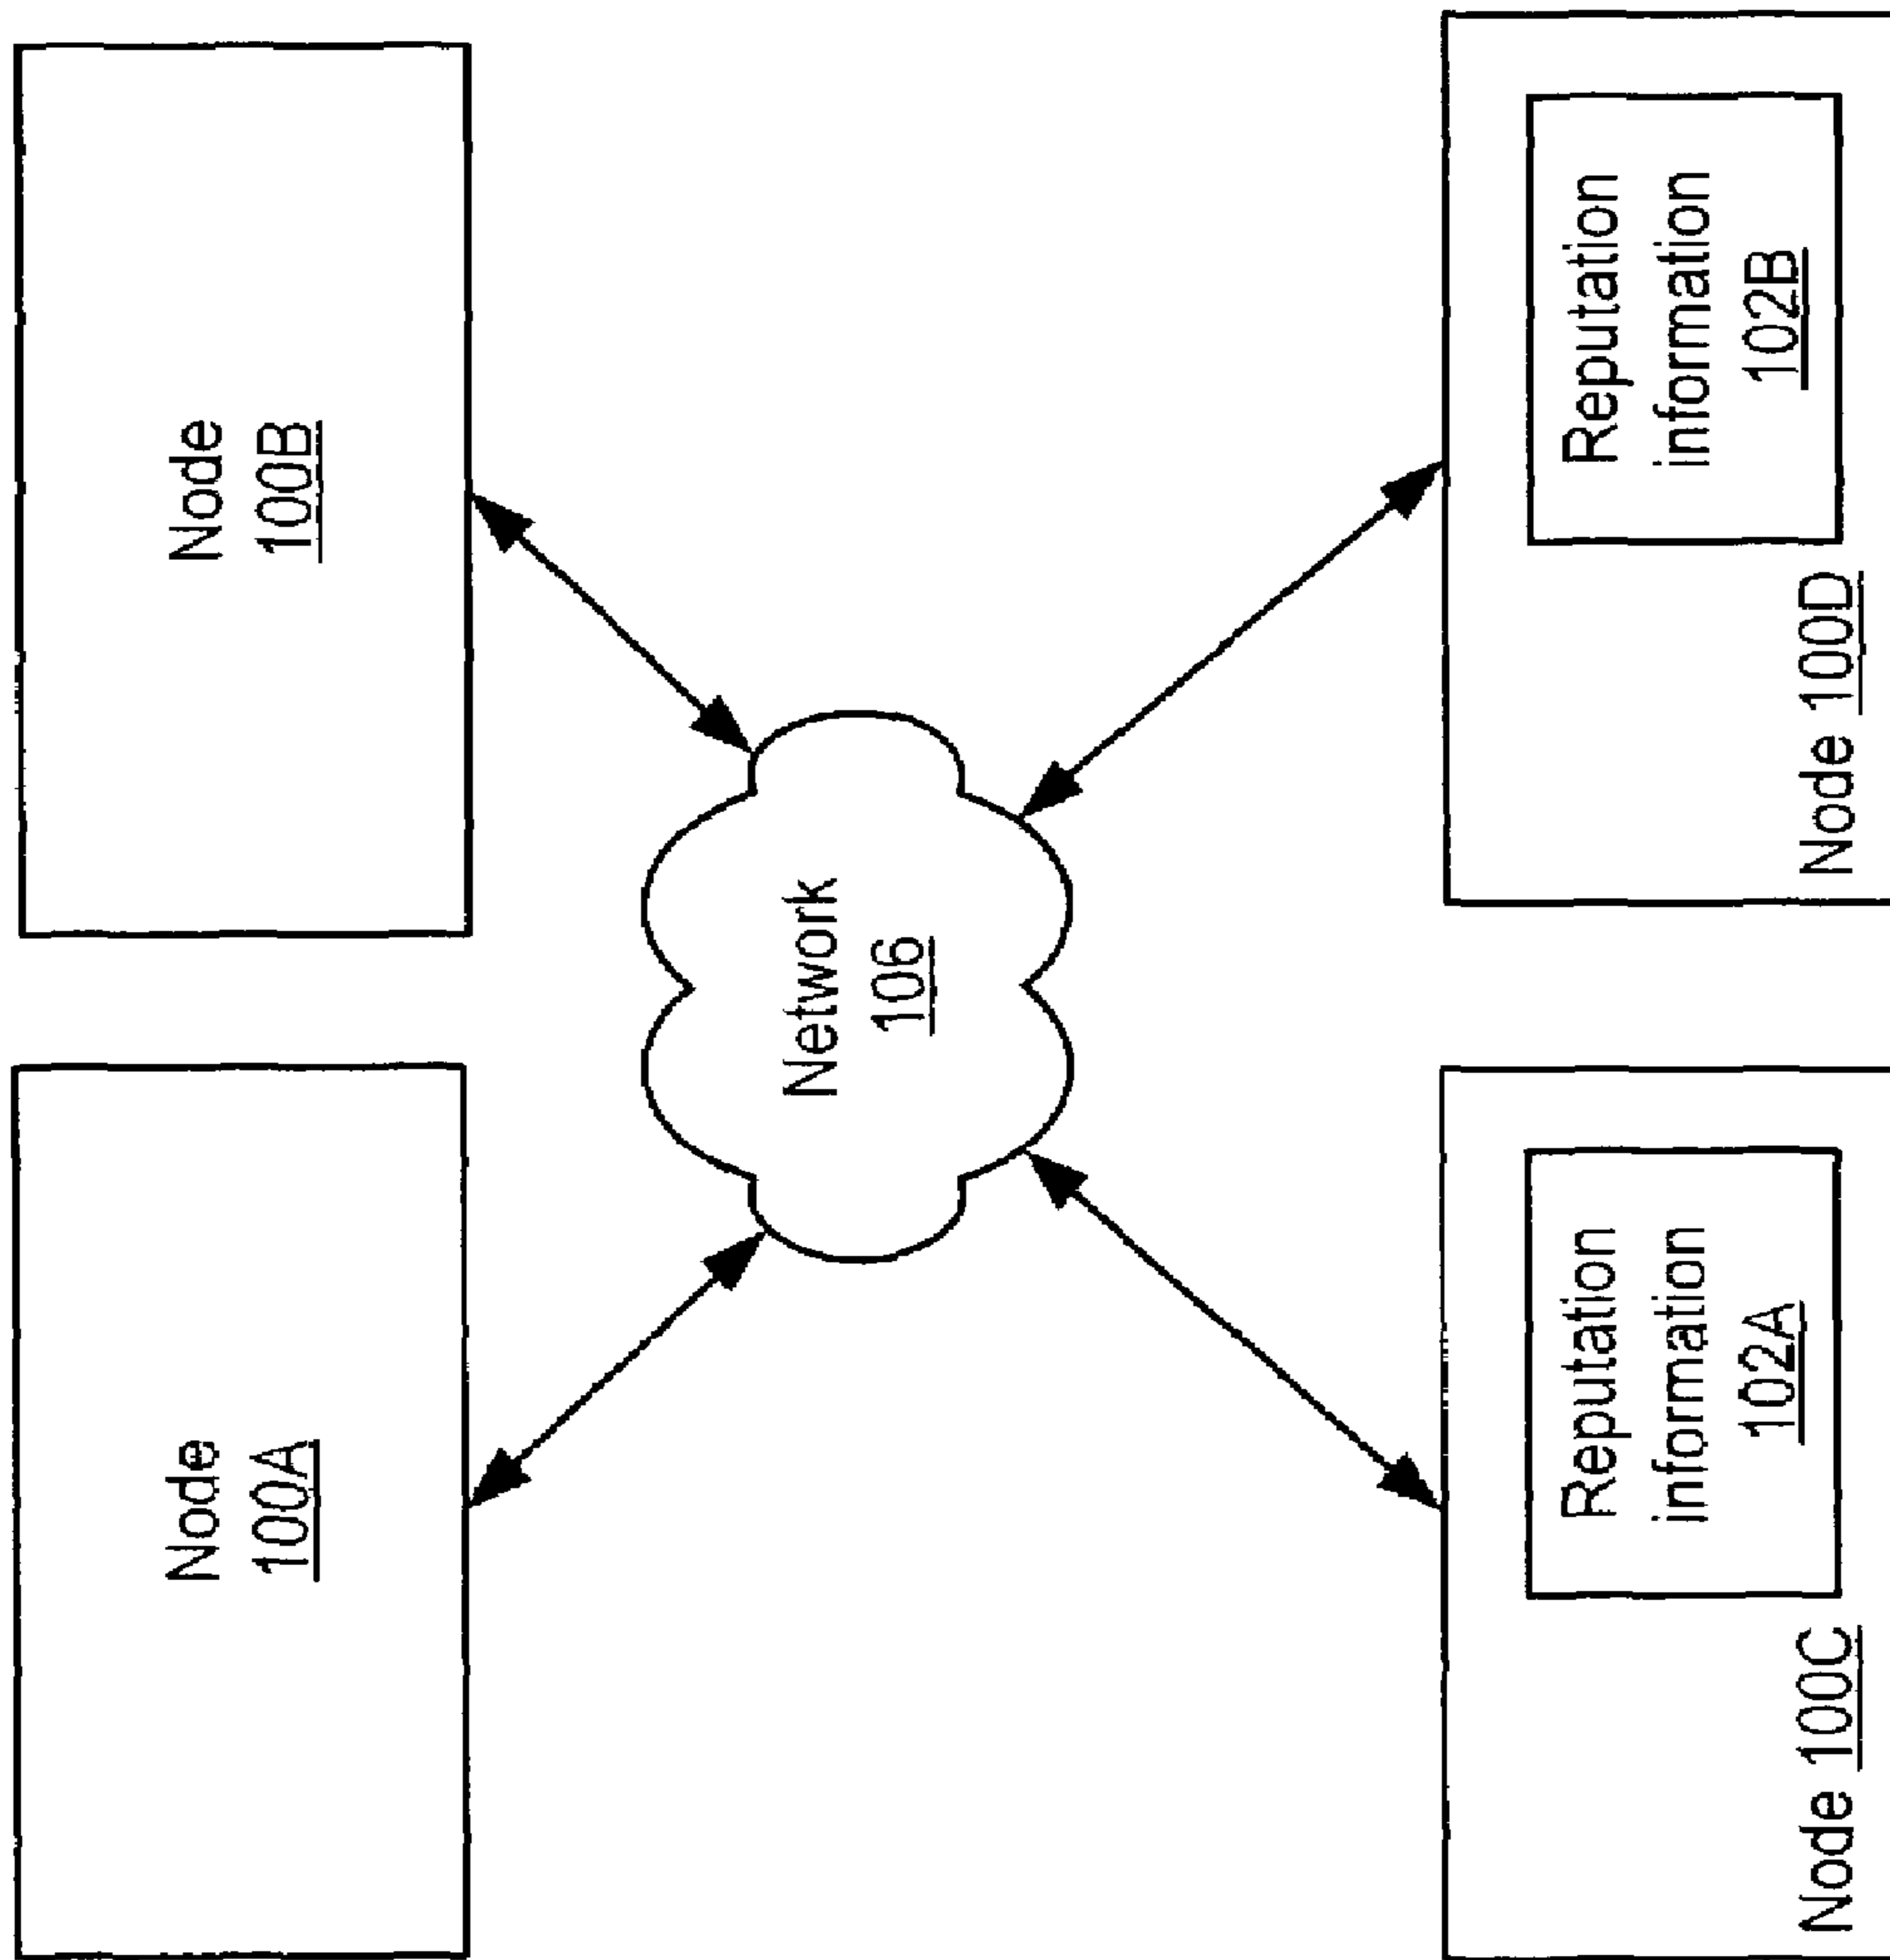 Node
100A
Node
100B
Network
106
Reputation
information
102A
Node 100C
Reputation
information
102B
Node 100D